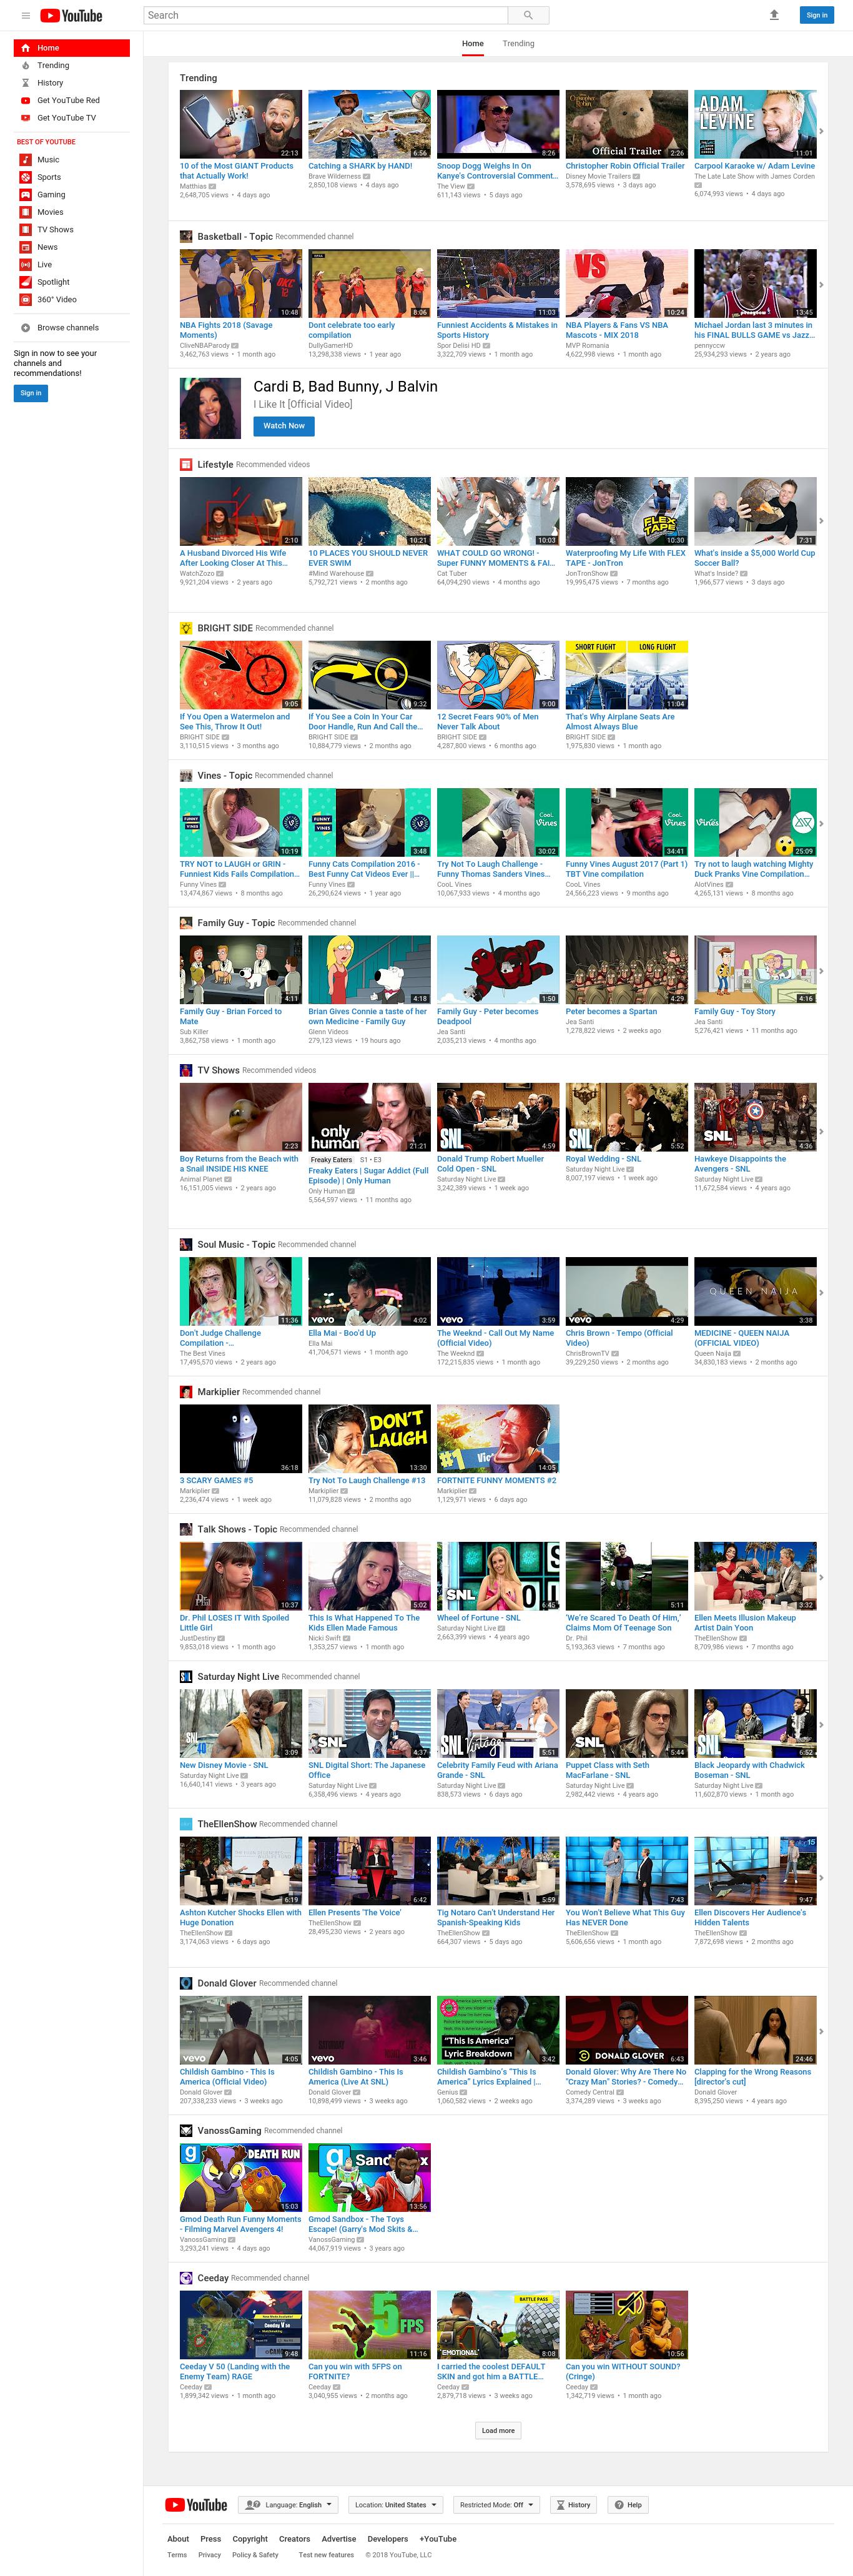 YouTube
Search
Sign in
Home
Trending
History
Get YouTube Red
Get YouTube TV
BEST OF YOUTUBE
Music
Sports
Gaming
Movies
TV Shows
News
Live
Spotlight
360° Video
Browse channels
Sign in now to see your
channels and
recommendations!
Sign in
Home Trending
Trending
22:13
6:56
8:26
Official Trailer 2:26
ADAM LEVINE 11:01
10 of the Most GIANT Products
that Actually Work!
Matthias
2,648,705 views • 4 days ago
Catching a SHARK by HAND!
Brave Wilderness
2,850,108 views • 4 days ago
Snoop Dogg Weighs In On
Kanye's Controversial Comment...
The View
611,143 views • 5 days ago
Christopher Robin Official Trailer
Disney Movie Trailers
3,578,695 views • 3 days ago
Carpool Karaoke w/ Adam Levine
The Late Late Show with James Corden
6,074,993 views • 4 days ago
Basketball - Topic Recommended channel
10:48
8:06
11:03
VS 10:24
13:45
NBA Fights 2018 (Savage
Moments)
CliveNBAParody
3,462,763 views • 1 month ago
Dont celebrate too early
compilation
DullyGamerHD
13,298,338 views • 1 year ago
Funniest Accidents & Mistakes in
Sports History
Spor Delisi HD
3,322,709 views • 1 month ago
NBA Players & Fans VS NBA
Mascots - MIX 2018
MVP Romania
4,622,998 views • 1 month ago
Michael Jordan last 3 minutes in
his FINAL BULLS GAME vs Jazz...
pennyccw
25,934,293 views • 2 years ago
Cardi B, Bad Bunny, J Balvin
I Like It [Official Video]
Watch Now
Lifestyle Recommended videos
2:10
10:21
10:03
FLEX TAPE 10:30
7:31
A Husband Divorced His Wife
After Looking Closer At This...
WatchZozo
9,921,204 views • 2 years ago
10 PLACES YOU SHOULD NEVER
EVER SWIM
#Mind Warehouse
5,792,721 views • 2 months ago
WHAT COULD GO WRONG! -
Super FUNNY MOMENTS & FAI...
Cat Tuber
64,094,290 views • 4 months ago
Waterproofing My Life With FLEX
TAPE - JonTron
JonTronShow
19,995,475 views • 7 months ago
What's inside a $5,000 World Cup
Soccer Ball?
What's Inside?
1,966,577 views • 3 days ago
BRIGHT SIDE Recommended channel
9:05
9:32
9:00
SHORT FLIGHT LONG FLIGHT 11:04
If You Open a Watermelon and
See This, Throw It Out!
BRIGHT SIDE
3,110,515 views • 3 months ago
If You See a Coin In Your Car
Door Handle, Run And Call the...
BRIGHT SIDE
10,884,779 views • 2 months ago
12 Secret Fears 90% of Men
Never Talk About
BRIGHT SIDE
4,287,800 views • 6 months ago
That's Why Airplane Seats Are
Almost Always Blue
BRIGHT SIDE
1,975,830 views • 1 month ago
Vines - Topic Recommended channel
FUNNY VINES 10:19
FUNNY VINES 3:48
CooL Vines 30:02
CooL Vines 34:41
Vines 25:09
TRY NOT to LAUGH or GRIN -
Funniest Kids Fails Compilation...
Funny Vines
13,474,867 views • 8 months ago
Funny Cats Compilation 2016 -
Best Funny Cat Videos Ever ||...
Funny Vines
26,290,624 views • 1 year ago
Try Not To Laugh Challenge -
Funny Thomas Sanders Vines...
CooL Vines
10,067,933 views • 4 months ago
Funny Vines August 2017 (Part 1)
TBT Vine compilation
CooL Vines
24,566,223 views • 9 months ago
Try not to laugh watching Mighty
Duck Pranks Vine Compilation...
AlotVines
4,265,131 views • 8 months ago
Family Guy - Topic Recommended channel
4:11
4:18
1:50
4:29
4:16
Family Guy - Brian Forced to
Mate
Sub Killer
3,862,758 views • 1 month ago
Brian Gives Connie a taste of her
own Medicine - Family Guy
Glenn Videos
279,123 views • 19 hours ago
Family Guy - Peter becomes
Deadpool
Jea Santi
2,035,213 views • 4 months ago
Peter becomes a Spartan
Jea Santi
1,278,822 views • 2 weeks ago
Family Guy - Toy Story
Jea Santi
5,276,421 views • 11 months ago
TV Shows Recommended videos
2:23
only human 21:21
SNL 4:59
SNL 5:52
SNL 4:36
Boy Returns from the Beach with
a Snail INSIDE HIS KNEE
Animal Planet
16,151,005 views • 2 years ago
Freaky Eaters S1 • E3
Freaky Eaters | Sugar Addict (Full
Episode) | Only Human
Only Human
5,564,597 views • 11 months ago
Donald Trump Robert Mueller
Cold Open - SNL
Saturday Night Live
3,242,389 views • 1 week ago
Royal Wedding - SNL
Saturday Night Live
8,007,197 views • 1 week ago
Hawkeye Disappoints the
Avengers - SNL
Saturday Night Live
11,672,584 views • 4 years ago
Soul Music - Topic Recommended channel
11:36
vevo 4:02
vevo 3:59
vevo 4:29
QUEEN NAIJA 3:38
Don't Judge Challenge
Compilation -...
The Best Vines
17,495,570 views • 2 years ago
Ella Mai - Boo'd Up
Ella Mai
41,704,571 views • 1 month ago
The Weeknd - Call Out My Name
(Official Video)
The Weeknd
172,215,835 views • 1 month ago
Chris Brown - Tempo (Official
Video)
ChrisBrownTV
39,229,250 views • 2 months ago
MEDICINE - QUEEN NAIJA
(OFFICIAL VIDEO)
Queen Naija
34,830,183 views • 2 months ago
Markiplier Recommended channel
36:18
DON'T LAUGH 13:30
#1 14:05
3 SCARY GAMES #5
Markiplier
2,236,474 views • 1 week ago
Try Not To Laugh Challenge #13
Markiplier
11,079,828 views • 2 months ago
FORTNITE FUNNY MOMENTS #2
Markiplier
1,129,971 views • 6 days ago
Talk Shows - Topic Recommended channel
10:37
5:02
SNL 6:45
5:11
3:32
Dr. Phil LOSES IT With Spoiled
Little Girl
JustDestiny
9,853,018 views • 1 month ago
This Is What Happened To The
Kids Ellen Made Famous
Nicki Swift
1,353,257 views • 1 month ago
Wheel of Fortune - SNL
Saturday Night Live
2,663,399 views • 4 years ago
'We're Scared To Death Of Him,'
Claims Mom Of Teenage Son
Dr. Phil
5,193,363 views • 7 months ago
Ellen Meets Illusion Makeup
Artist Dain Yoon
TheEllenShow
8,709,986 views • 7 months ago
Saturday Night Live Recommended channel
SNL 40 3:09
SNL 4:37
SNL Vintage 5:51
SNL 5:44
SNL 6:52
New Disney Movie - SNL
Saturday Night Live
16,640,141 views • 3 years ago
SNL Digital Short: The Japanese
Office
Saturday Night Live
6,358,496 views • 4 years ago
Celebrity Family Feud with Ariana
Grande - SNL
Saturday Night Live
838,573 views • 6 days ago
Puppet Class with Seth
MacFarlane - SNL
Saturday Night Live
2,982,442 views • 4 years ago
Black Jeopardy with Chadwick
Boseman - SNL
Saturday Night Live
11,602,870 views • 1 month ago
TheEllenShow Recommended channel
6:19
6:42
5:59
7:43
9:47
Ashton Kutcher Shocks Ellen with
Huge Donation
TheEllenShow
3,174,063 views • 6 days ago
Ellen Presents 'The Voice'
TheEllenShow
28,495,230 views • 2 years ago
Tig Notaro Can't Understand Her
Spanish-Speaking Kids
TheEllenShow
664,307 views • 5 days ago
You Won't Believe What This Guy
Has NEVER Done
TheEllenShow
5,606,656 views • 1 month ago
Ellen Discovers Her Audience's
Hidden Talents
TheEllenShow
7,872,698 views • 2 months ago
Donald Glover Recommended channel
vevo 4:05
vevo 3:46
"This Is America" Lyric Breakdown 3:42
DONALD GLOVER 6:43
24:46
Childish Gambino - This Is
America (Official Video)
Donald Glover
207,338,233 views • 3 weeks ago
Childish Gambino - This Is
America (Live At SNL)
Donald Glover
10,898,499 views • 3 weeks ago
Childish Gambino's "This Is
America" Lyrics Explained |...
Genius
1,060,582 views • 2 weeks ago
Donald Glover: Why Are There No
"Crazy Man" Stories? - Comedy...
Comedy Central
3,374,289 views • 3 weeks ago
Clapping for the Wrong Reasons
[director's cut]
Donald Glover
8,395,250 views • 4 years ago
VanossGaming Recommended channel
DEATH RUN 15:03
13:56
Gmod Death Run Funny Moments
- Filming Marvel Avengers 4!
VanossGaming
3,293,241 views • 4 days ago
Gmod Sandbox - The Toys
Escape! (Garry's Mod Skits &...
VanossGaming
44,067,919 views • 3 years ago
Ceeday Recommended channel
9:48
5 FPS 11:16
BATTLE PASS *EMOTIONAL* 8:08
10:56
Ceeday V 50 (Landing with the
Enemy Team) RAGE
Ceeday
1,899,342 views • 1 month ago
Can you win with 5FPS on
FORTNITE?
Ceeday
3,040,955 views • 2 months ago
I carried the coolest DEFAULT
SKIN and got him a BATTLE...
Ceeday
2,879,718 views • 3 weeks ago
Can you win WITHOUT SOUND?
(Cringe)
Ceeday
1,342,719 views • 1 month ago
Load more
YouTube Language: English Location: United States Restricted Mode: Off History Help
About Press Copyright Creators Advertise Developers +YouTube
Terms Privacy Policy & Safety Test new features © 2018 YouTube, LLC